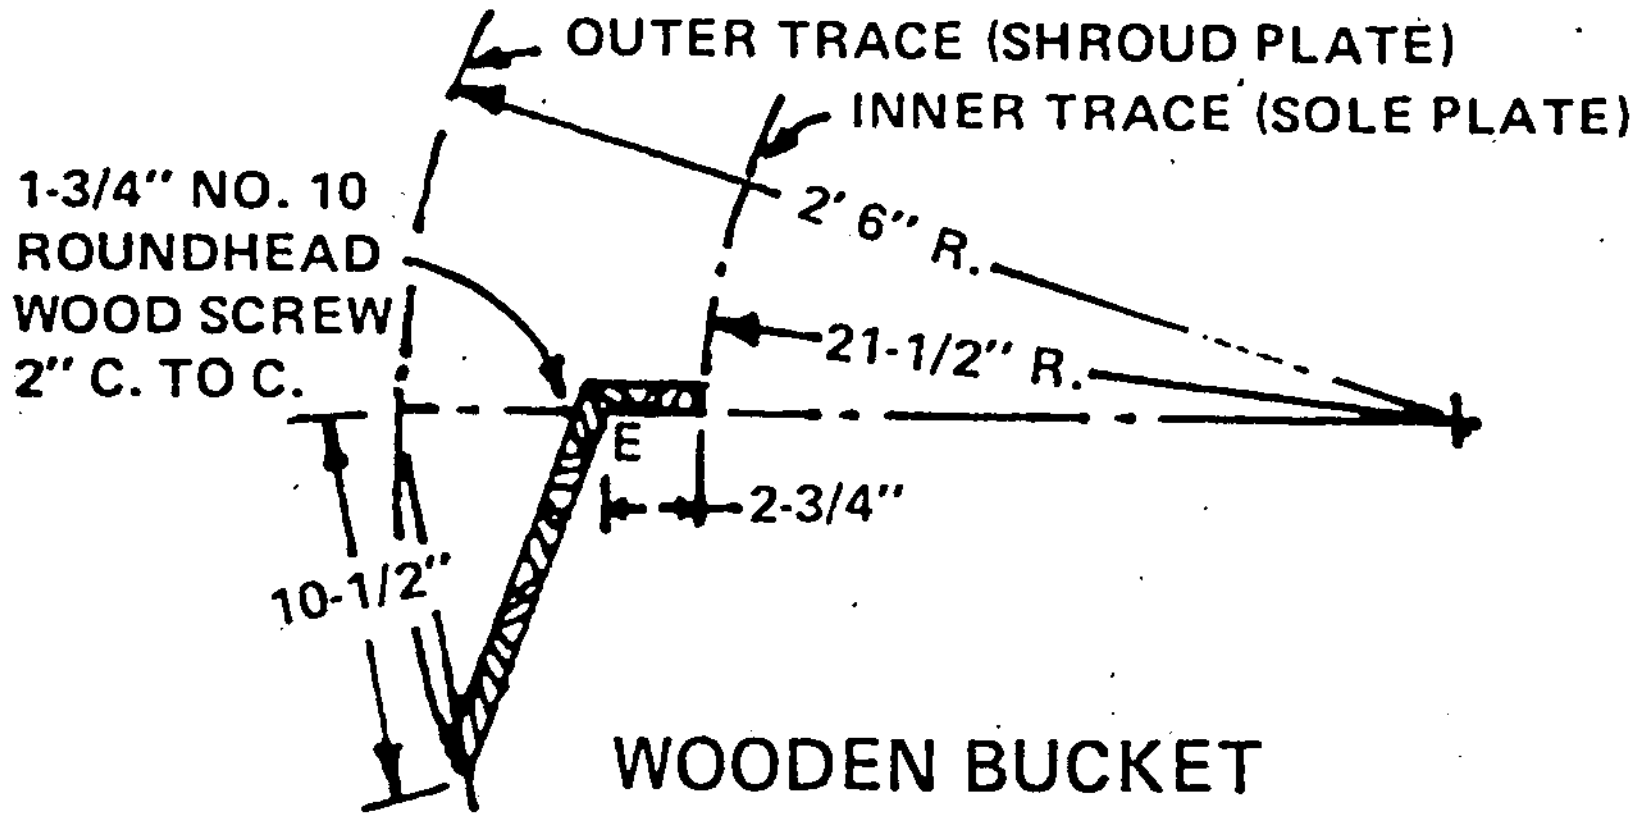 OUTER TRACE (SHROUD PLATE)
INNER TRACE (SOLE PLATE)
1-3/4" NO. 10
ROUNDHEAD
WOOD SCREW
2" C. TO C.
2' 6" R.
21-1/2" R.
E
2-3/4"
10-1/2"
WOODEN BUCKET